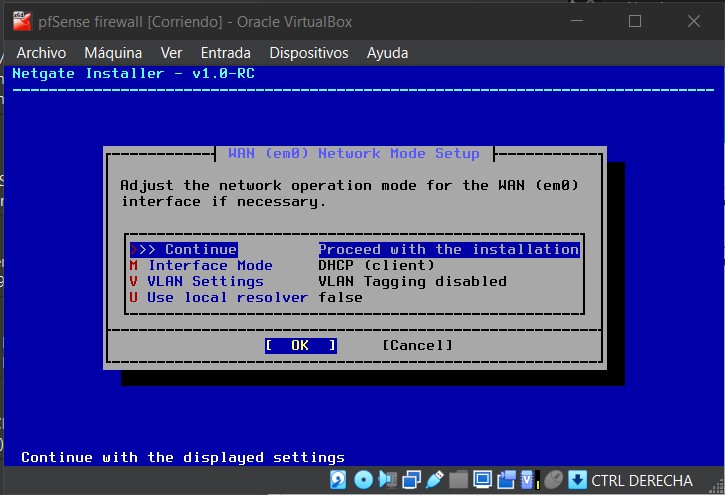 pfSense firewall [Corriendo] - Oracle VirtualBox
Archivo Máquina Ver Entrada Dispositivos Ayuda
Netgate Installer - v1.0-RC
WAN (em0) Network Mode Setup
Adjust the network operation mode for the WAN (em0)
interface if necessary.
>>> Continue Proceed with the installation
M Interface Mode DHCP (client)
V VLAN Settings VLAN Tagging disabled
U Use local resolver false
[ OK ] [Cancel]
Continue with the displayed settings
CTRL DERECHA